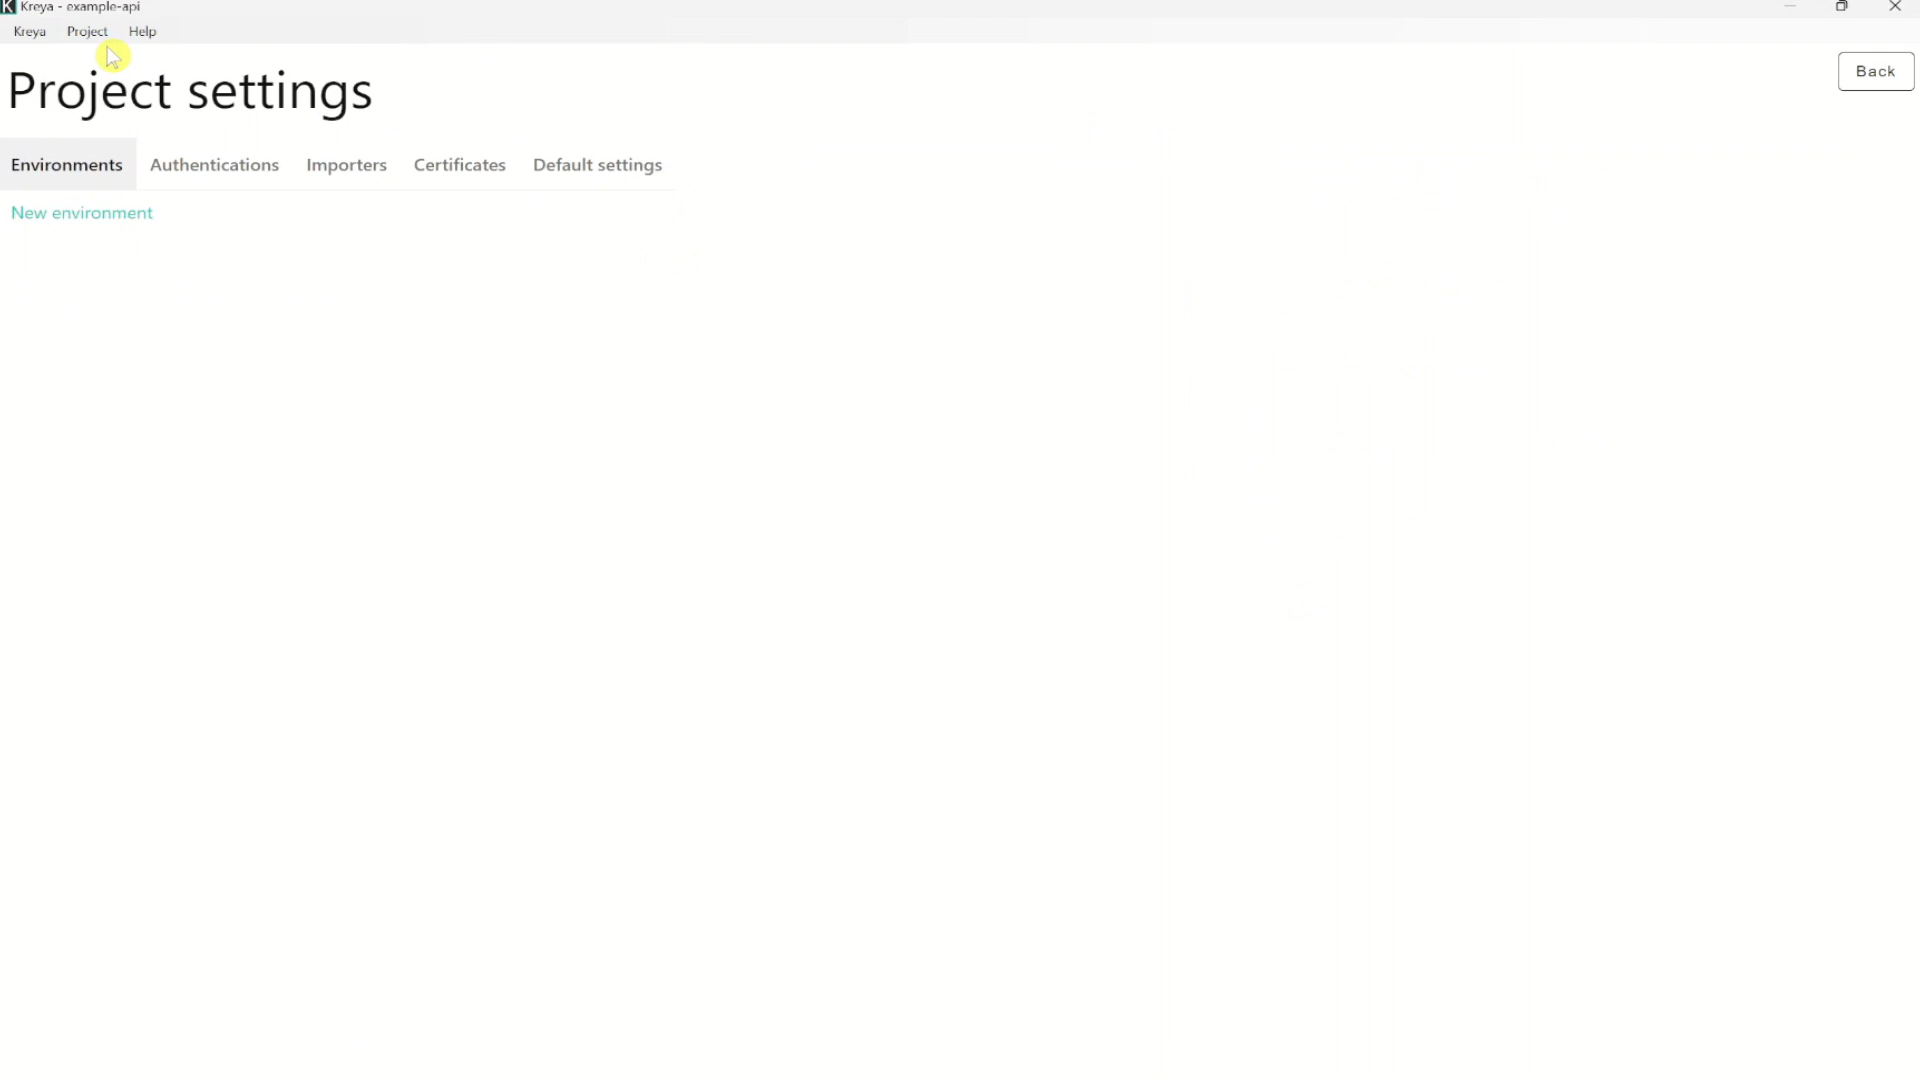 K Kreya - example-api
Kreya Project Help
Project settings
Back
Environments Authentications Importers Certificates Default settings
New environment